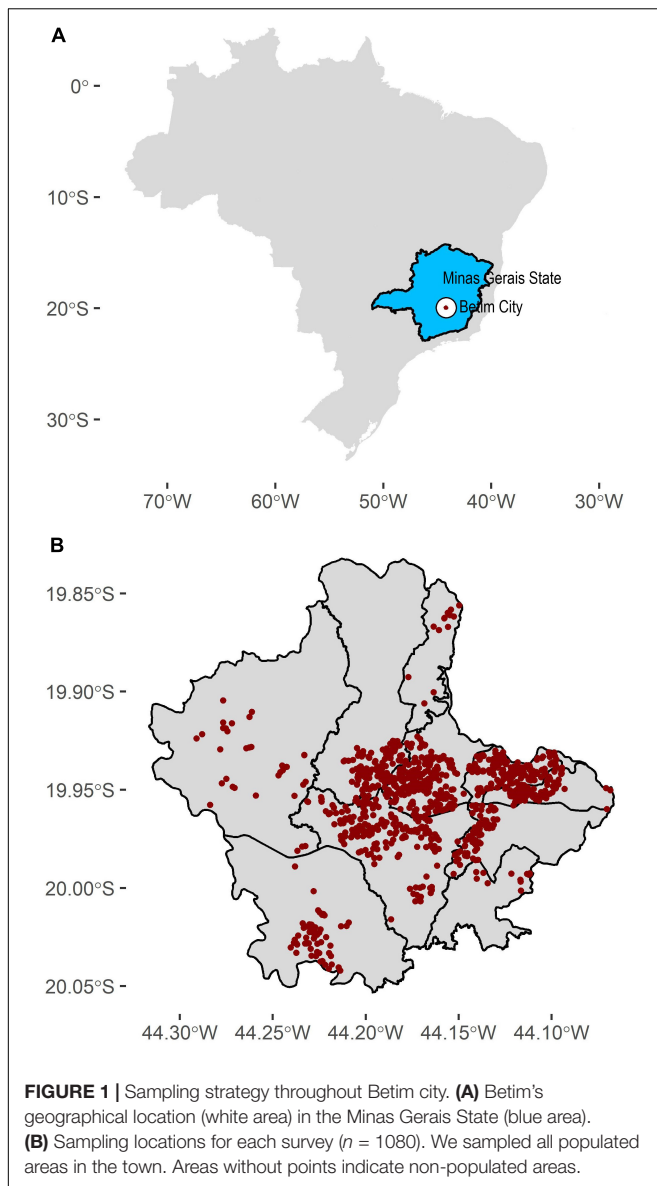 A
0°
10°S
20°S
30°S
Minas Gerais State
Betim City
70°W 60°W 50°W 40°W 30°W
B
19.85°S
19.90°S
19.95°S
20.00°S
20.05°S
44.30°W 44.25°W 44.20°W 44.15°W 44.10°W
FIGURE 1 | Sampling strategy throughout Betim city. (A) Betim's
geographical location (white area) in the Minas Gerais State (blue area).
(B) Sampling locations for each survey (n = 1080). We sampled all populated
areas in the town. Areas without points indicate non-populated areas.